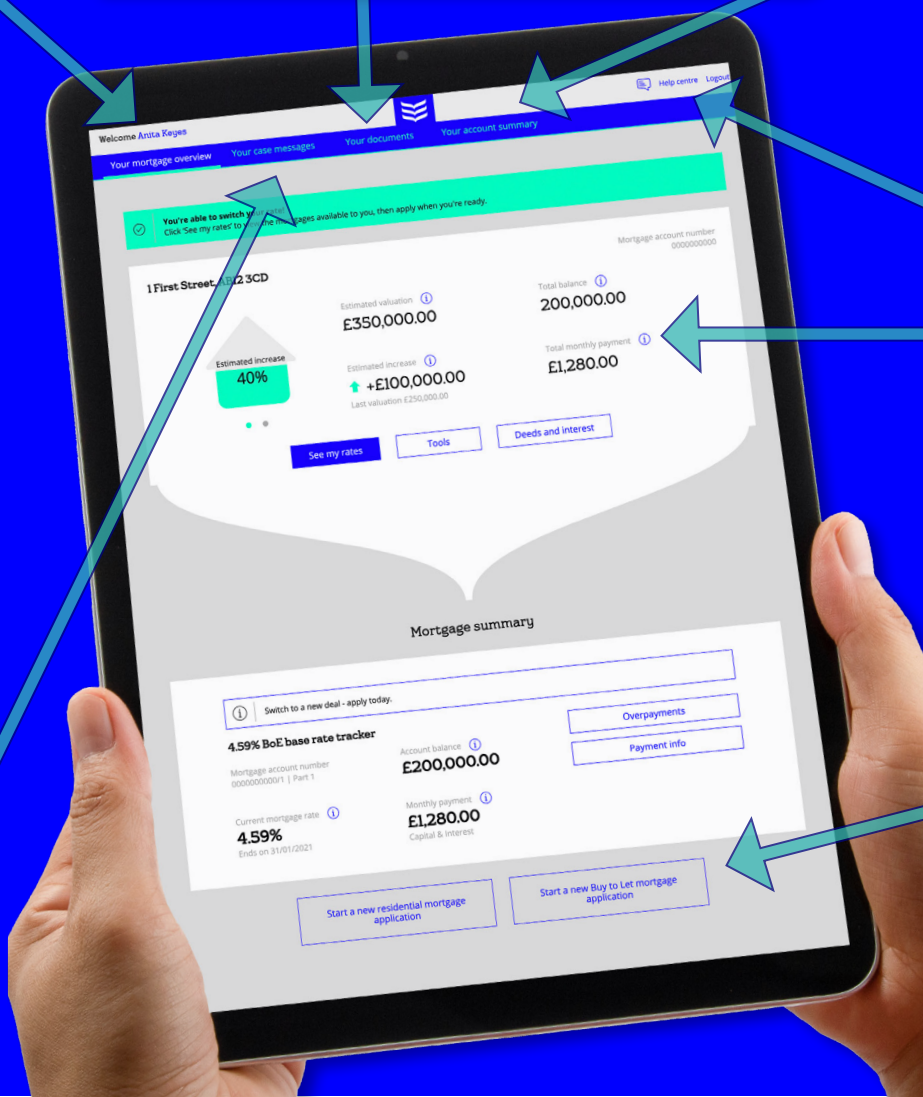 Welcome Anita Keyes
Help centre Logout
Your mortgage overview Your case messages Your documents Your account summary
You're able to switch your rate!
Click 'See my rates' to view the mortgages available to you, then apply when you're ready.
Mortgage account number
0000000000
1 First Street, AB12 3CD
Estimated valuation
£350,000.00
Total balance
200,000.00
Estimated increase
40%
Estimated increase
+£100,000.00
Last valuation £250,000.00
Total monthly payment
£1,280.00
See my rates
Tools
Deeds and interest
Mortgage summary
Switch to a new deal - apply today.
4.59% BoE base rate tracker
Mortgage account number
0000000000/1 | Part 1
Account balance
£200,000.00
Overpayments
Payment info
Current mortgage rate
4.59%
Ends on 31/01/2021
Monthly payment
£1,280.00
Capital & interest
Start a new residential mortgage
application
Start a new Buy to Let mortgage
application